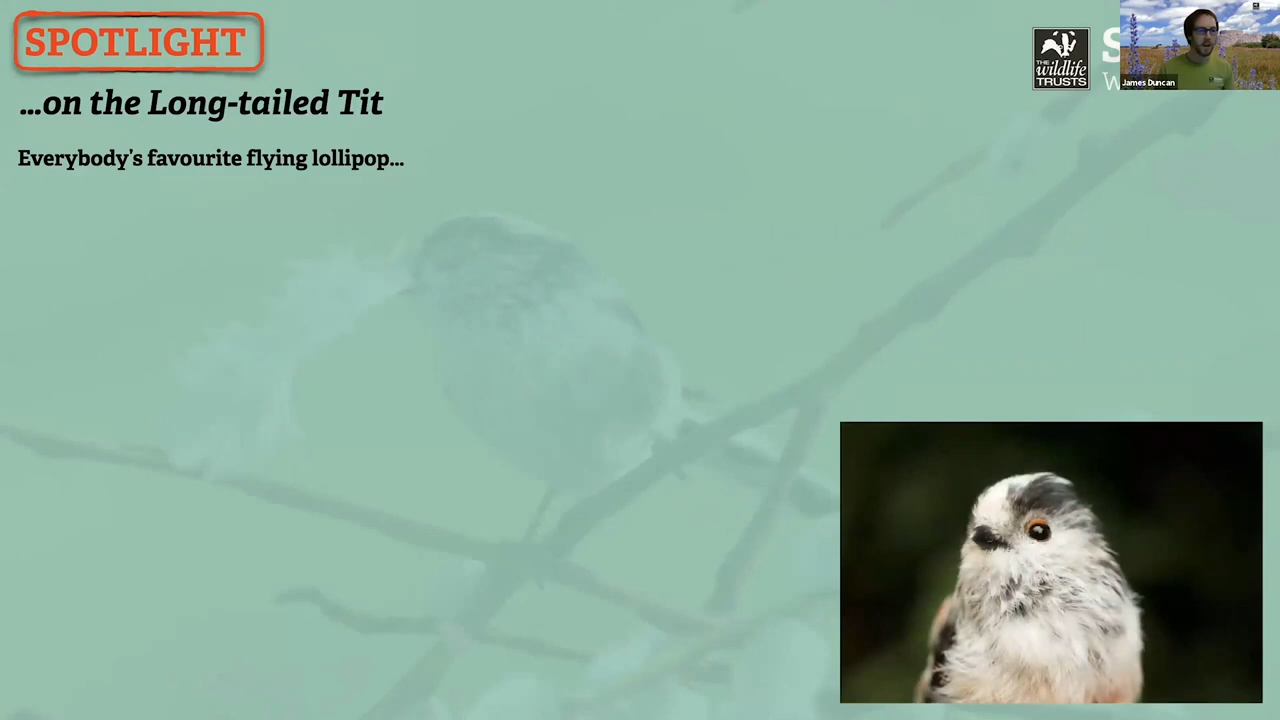 SPOTLIGHT
...on the Long-tailed Tit
Everybody's favourite flying lollipop...
THE
wildlife
TRUSTS
James Duncan